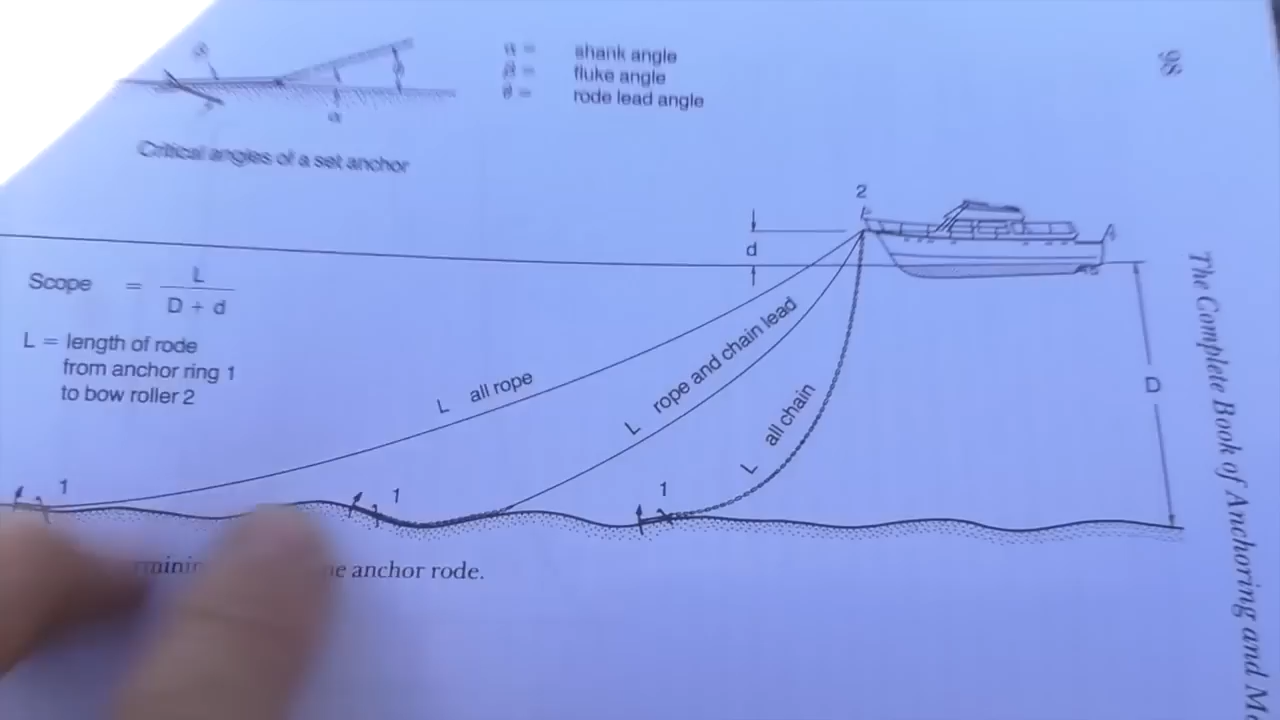 shank angle
fluke angle
rode lead angle
Critical angles of a set anchor
98
2
d
Scope = L
D + d
L = length of rode
from anchor ring 1
to bow roller 2
L all rope
L rope and chain lead
L all chain
D
1
1
1
anchor rode.
The Complete Book of Anchoring and